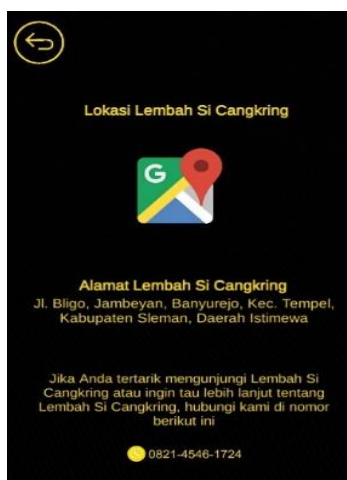 Lokasi Lembah Si Cangkring
G
Alamat Lembah Si Cangkring
Jl. Bligo, Jambeyan, Banyurejo, Kec. Tempel,
Kabupaten Sleman, Daerah Istimewa
Jika Anda tertarik mengunjungi Lembah Si
Cangkring atau ingin tau lebih lanjut tentang
Lembah Si Cangkring, hubungi kami di nomor
berikut ini
0821-4546-1724